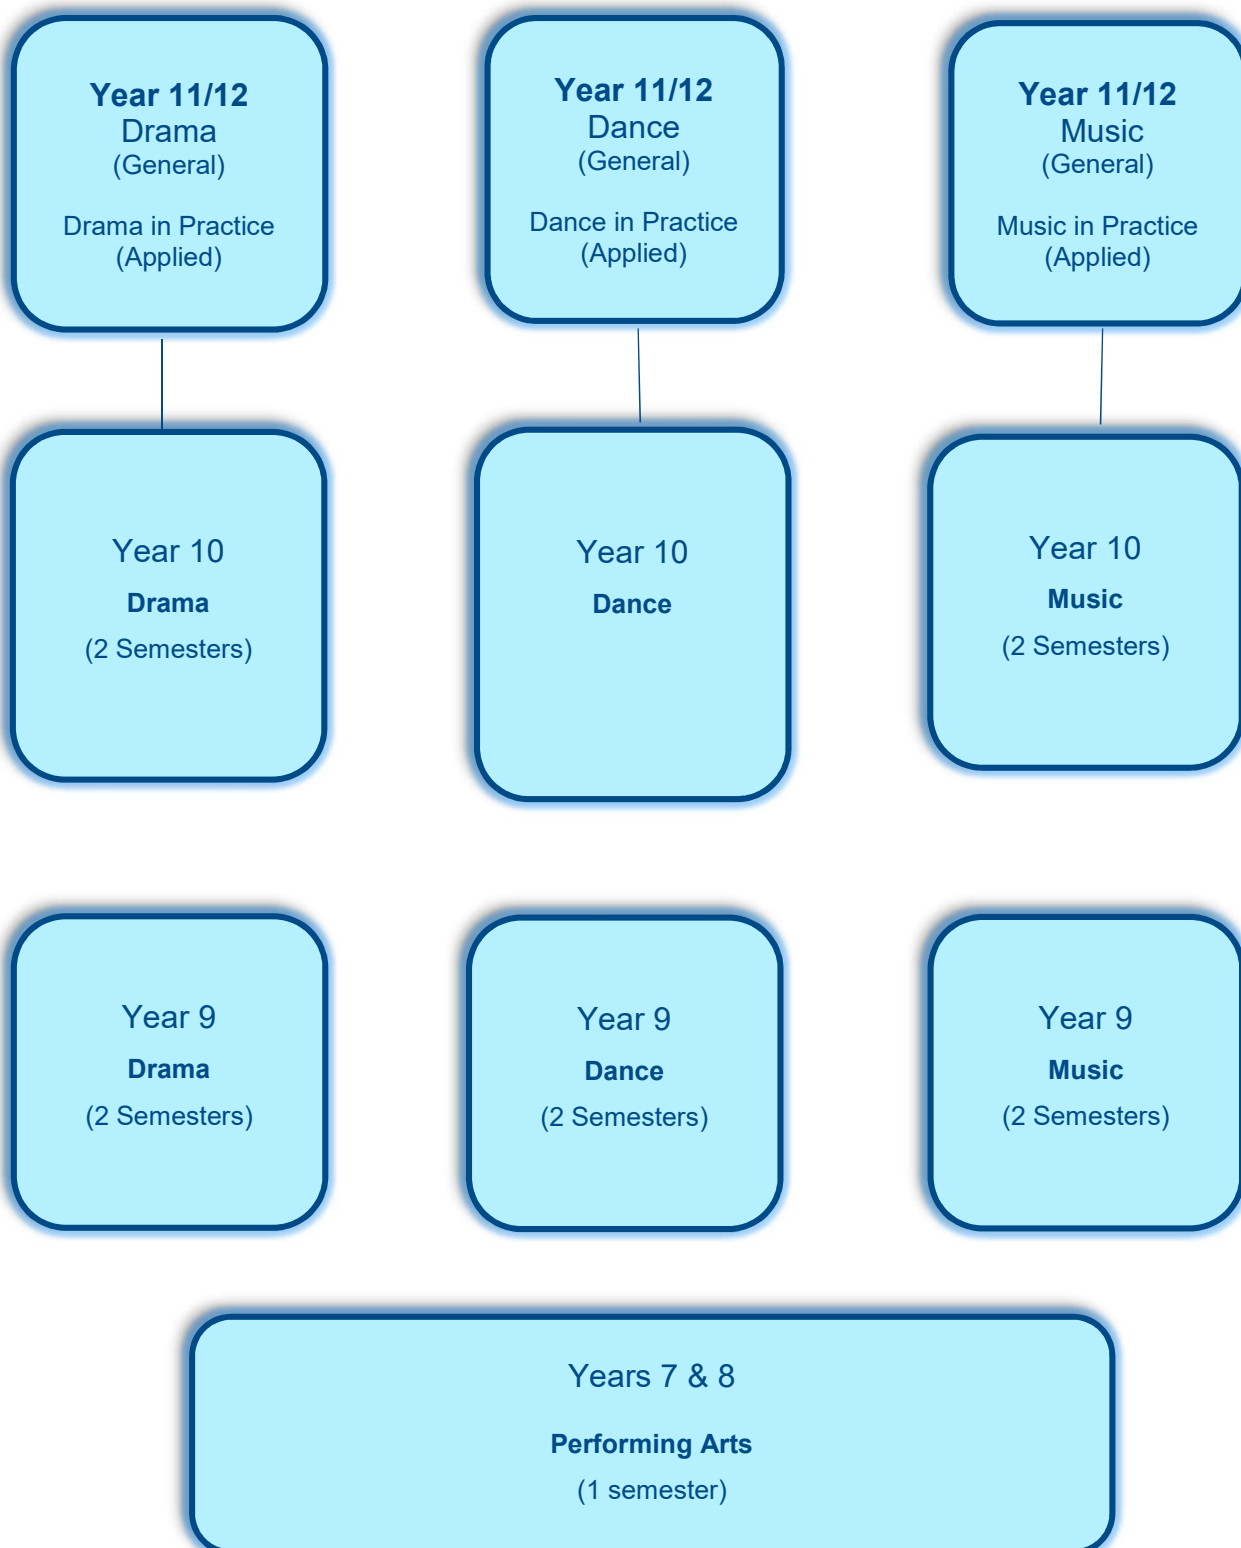 Year 11/12
Drama
(General)
Drama in Practice
(Applied)
Year 11/12
Dance
(General)
Dance in Practice
(Applied)
Year 11/12
Music
(General)
Music in Practice
(Applied)
Year 10
Drama
(2 Semesters)
Year 10
Dance
Year 10
Music
(2 Semesters)
Year 9
Drama
(2 Semesters)
Year 9
Dance
(2 Semesters)
Year 9
Music
(2 Semesters)
Years 7 & 8
Performing Arts
(1 semester)